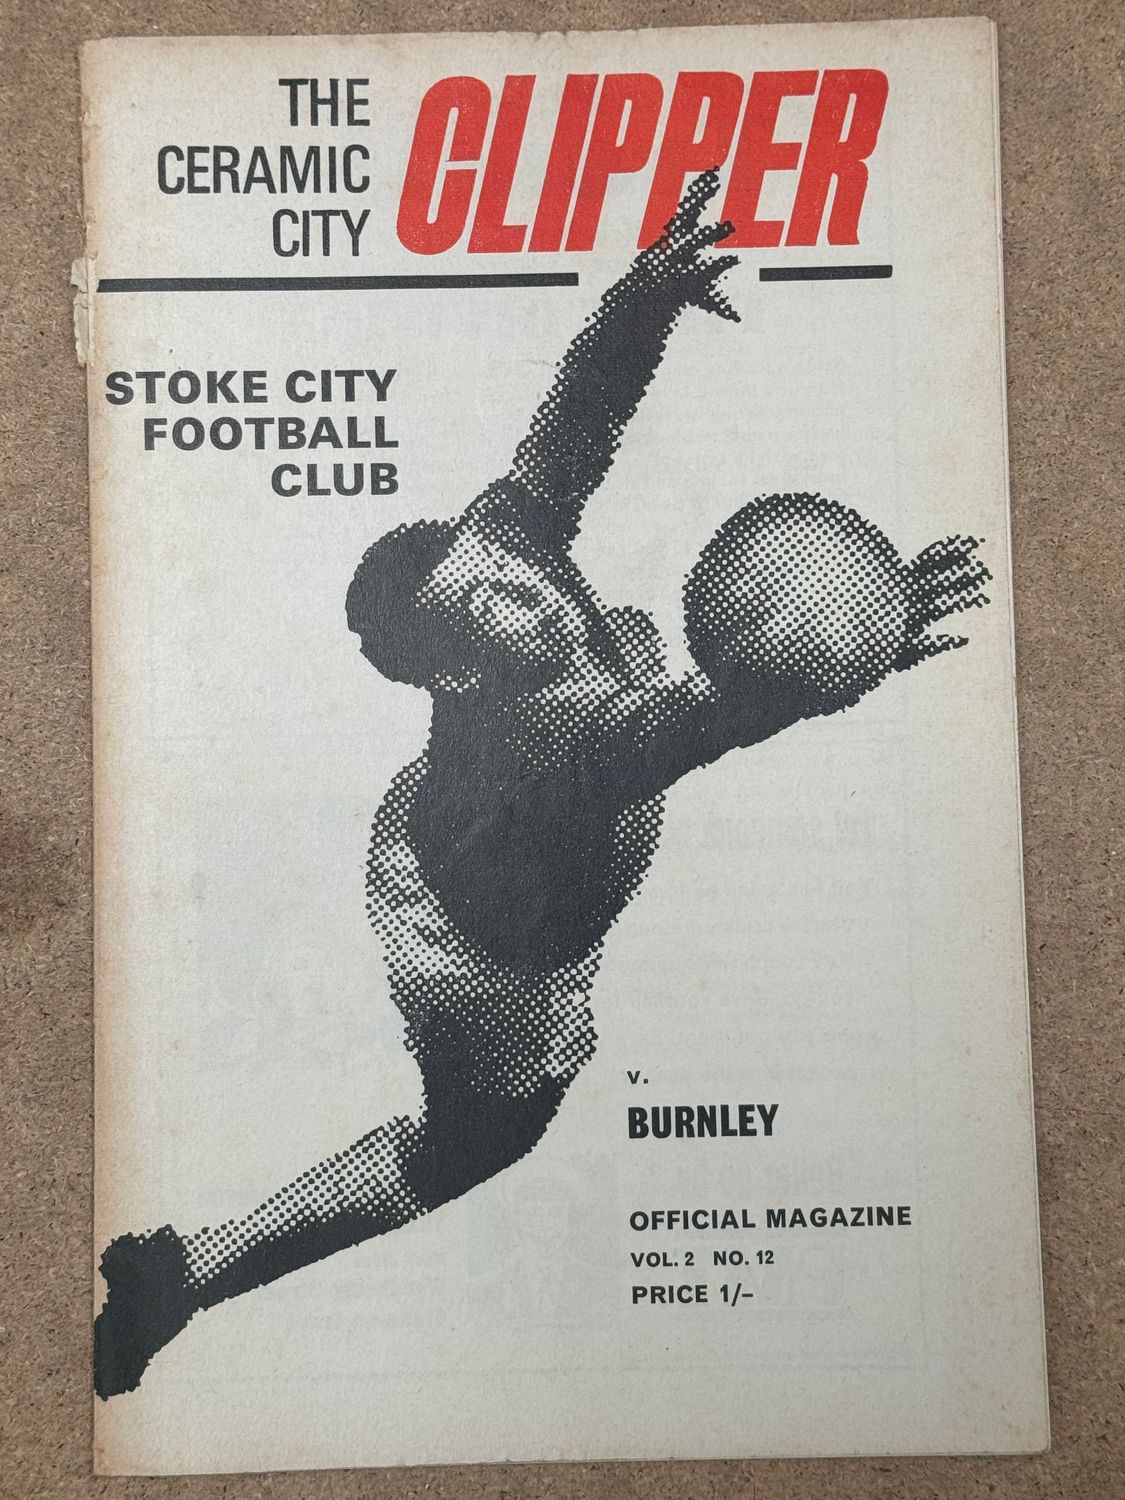 THE
CERAMIC
CITY
CLIPPER
STOKE CITY
FOOTBALL
CLUB
v.
BURNLEY
OFFICIAL MAGAZINE
VOL. 2 NO. 12
PRICE 1/–